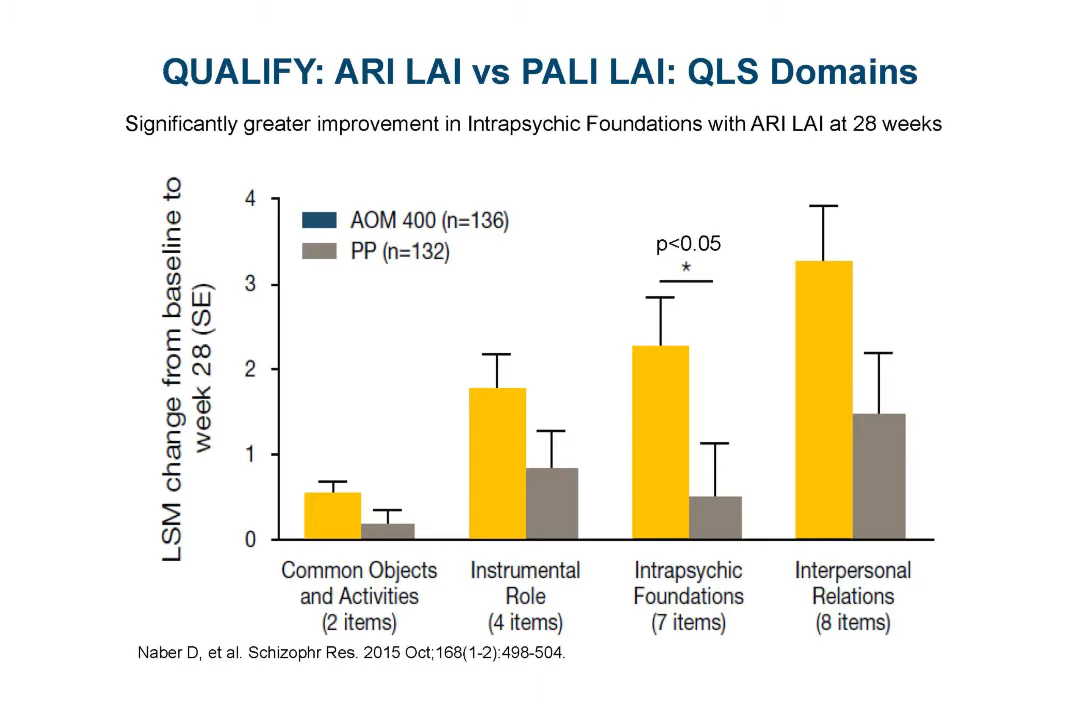 QUALIFY: ARI LAI vs PALI LAI: QLS Domains
Significantly greater improvement in Intrapsychic Foundations with ARI LAI at 28 weeks
LSM change from baseline to
week 28 (SE)
4
3
2
1
0
AOM 400 (n=136)
PP (n=132)
p<0.05
*
Common Objects
and Activities
(2 items)
Instrumental
Role
(4 items)
Intrapsychic
Foundations
(7 items)
Interpersonal
Relations
(8 items)
Naber D, et al. Schizophr Res. 2015 Oct;168(1-2):498-504.